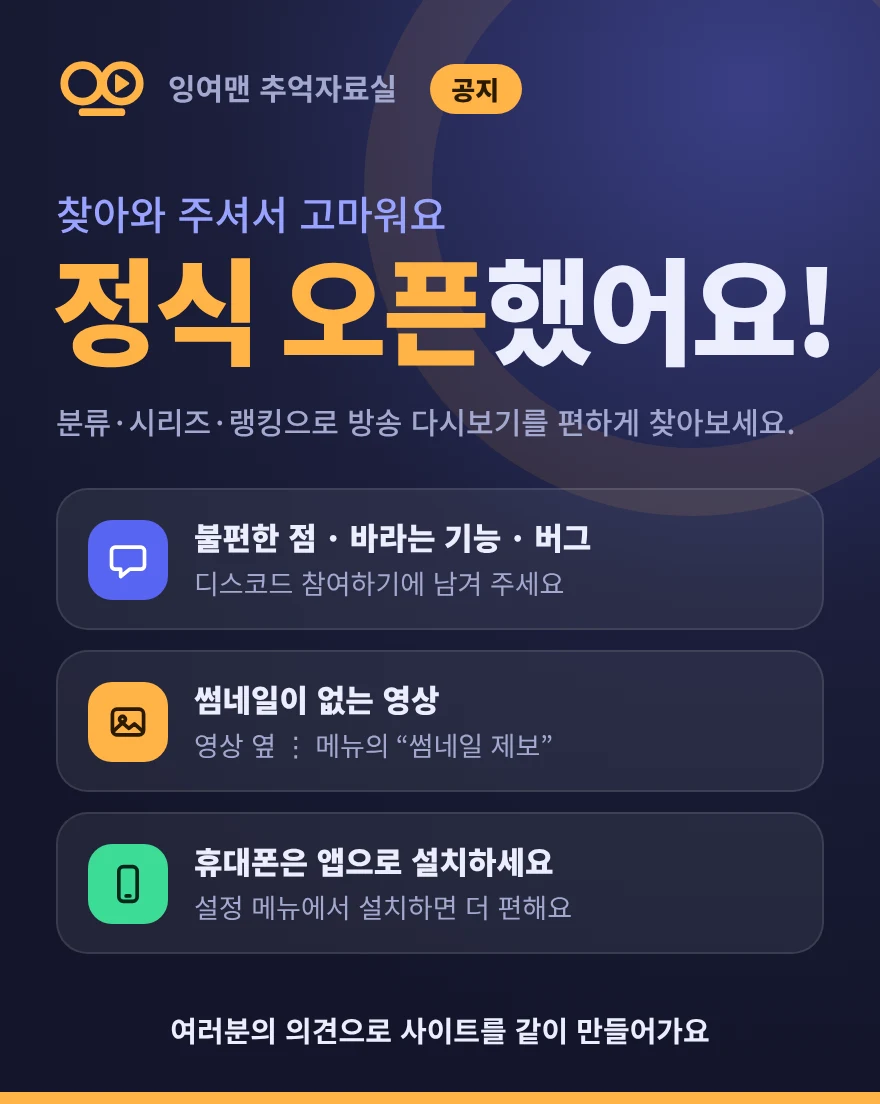 잉여맨 추억자료실 공지
찾아와 주셔서 고마워요
정식 오픈했어요!
분류·시리즈·랭킹으로 방송 다시보기를 편하게 찾아보세요.
불편한 점 · 바라는 기능 · 버그
디스코드 참여하기에 남겨 주세요
썸네일이 없는 영상
영상 옆 ⋮ 메뉴의 “썸네일 제보”
휴대폰은 앱으로 설치하세요
설정 메뉴에서 설치하면 더 편해요
여러분의 의견으로 사이트를 같이 만들어가요